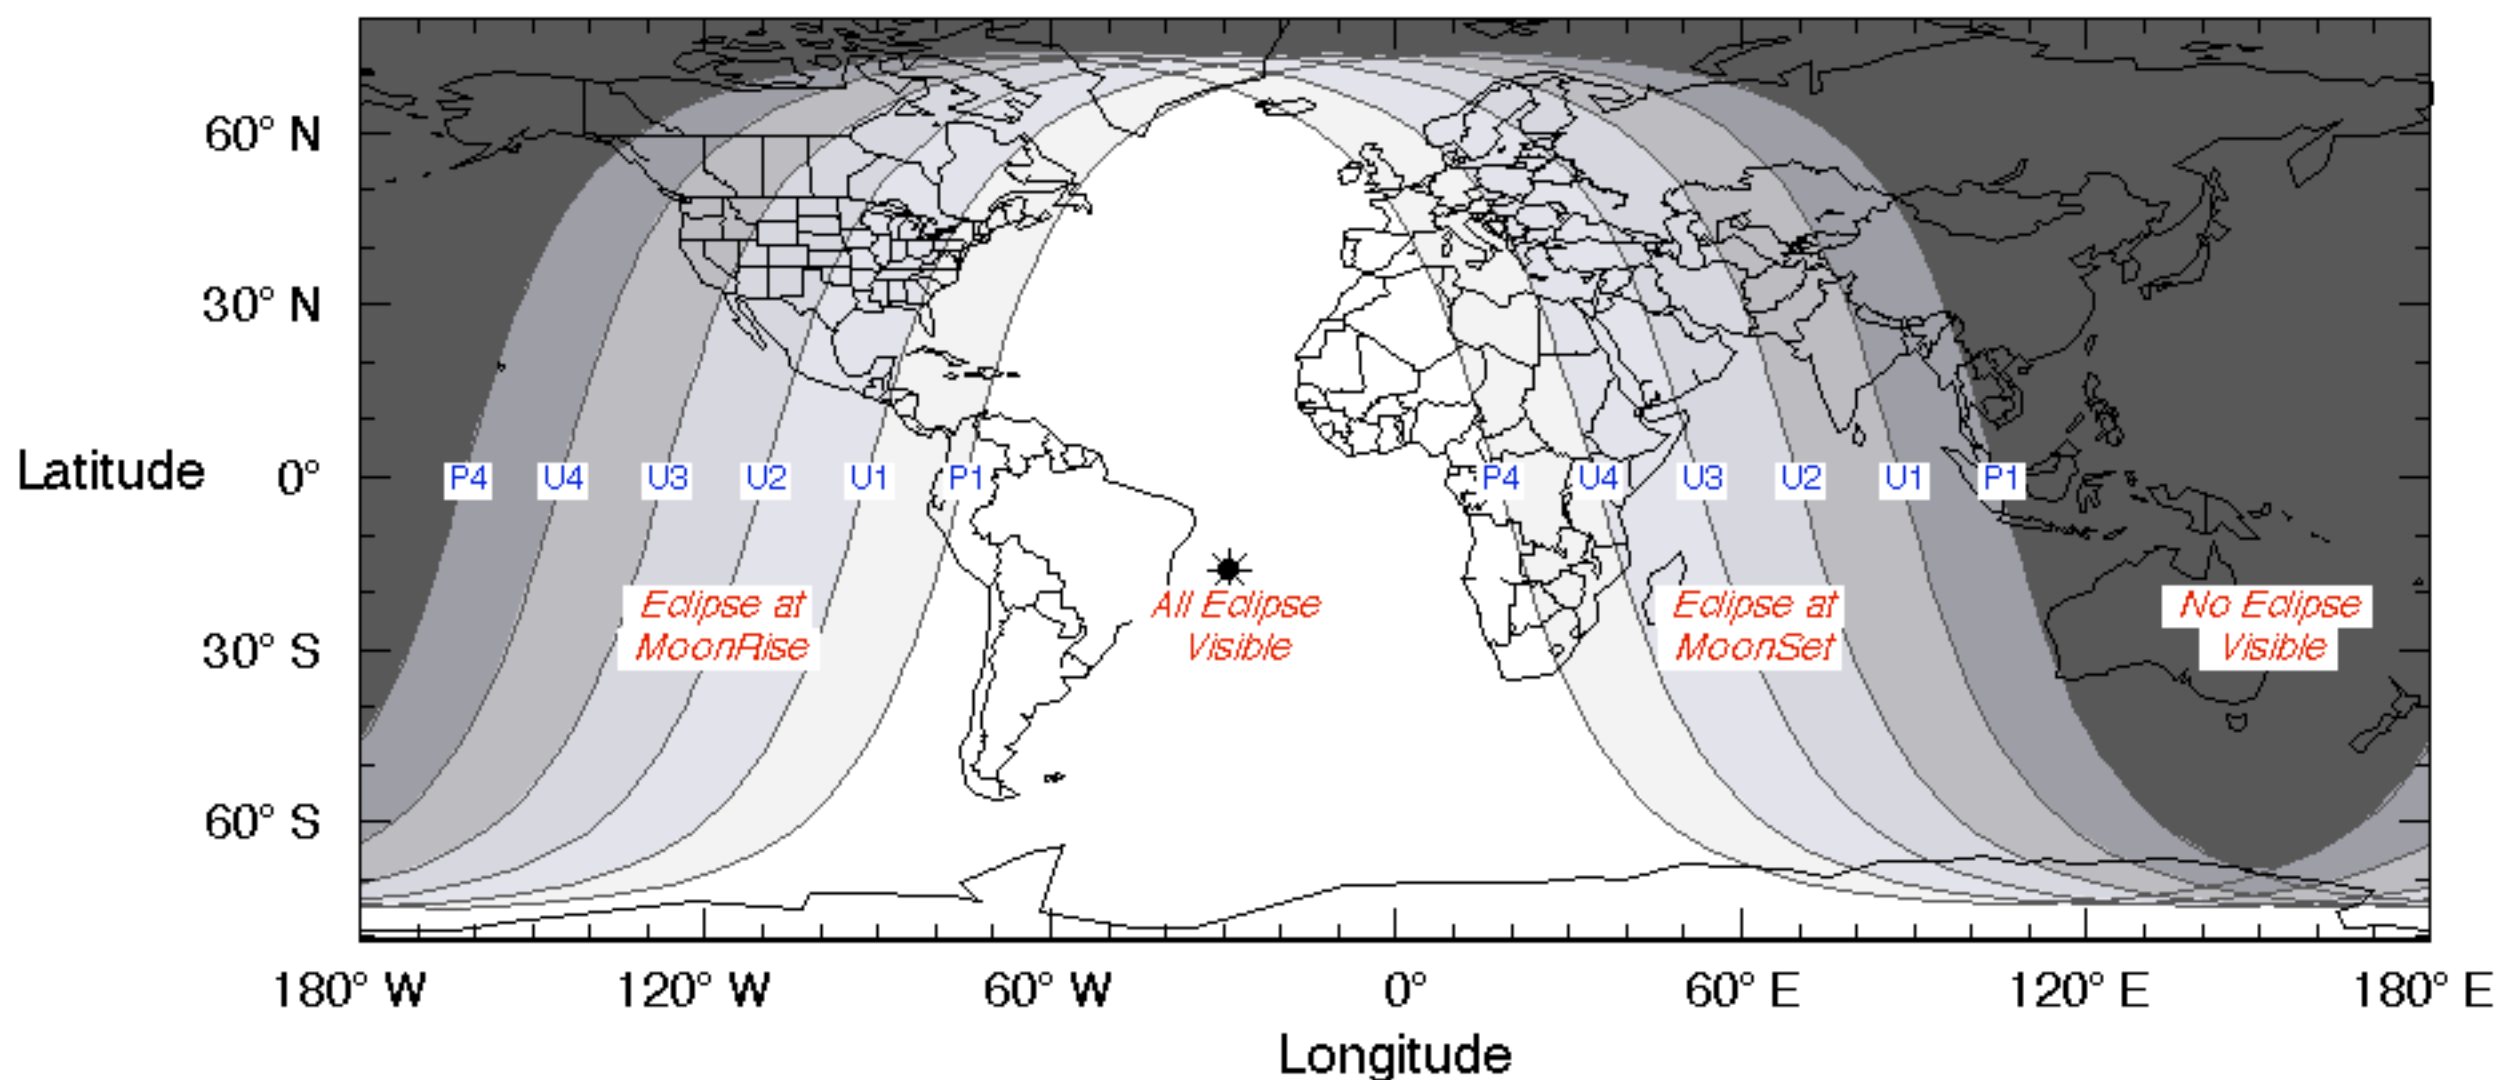 60° N
30° N
Latitude 0°
P4 U4 U3 U2 U1 P1 P4 U4 U3 U2 U1 P1
Eclipse at
MoonRise
All Eclipse
Visible
Eclipse at
MoonSet
No Eclipse
Visible
30° S
60° S
180° W 120° W 60° W 0° 60° E 120° E 180° E
Longitude